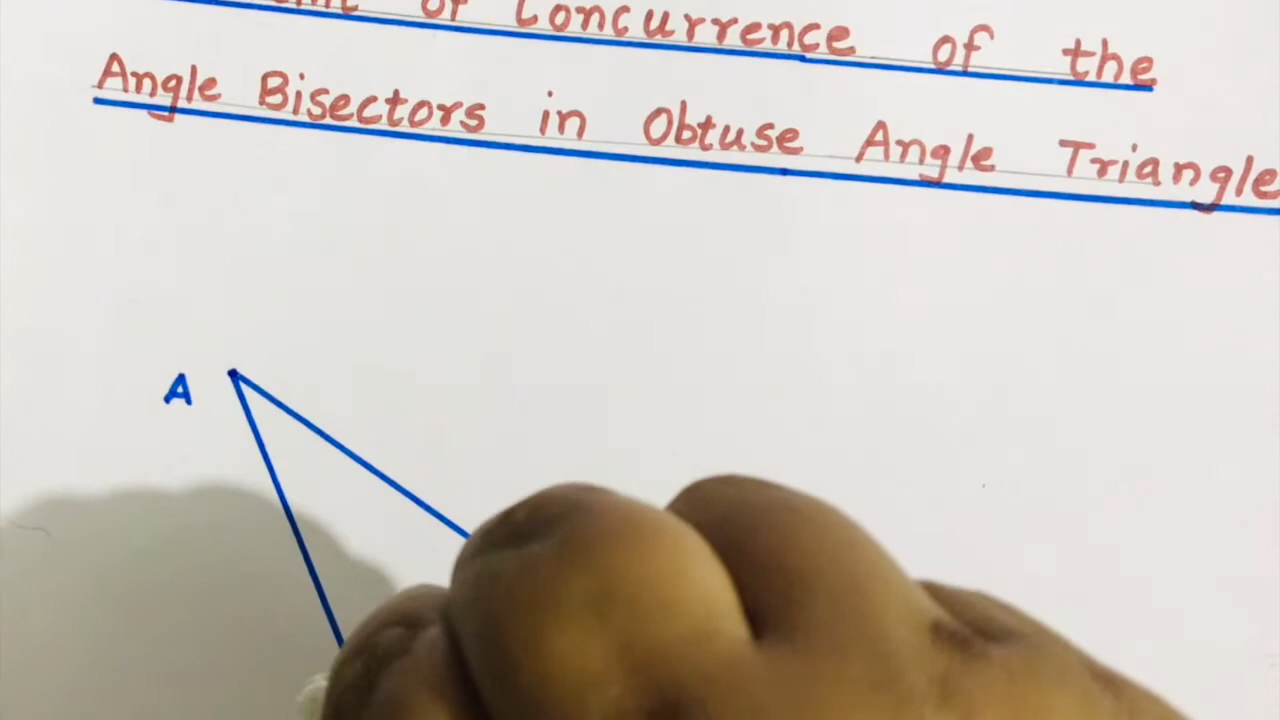 of Concurrence of the
Angle Bisectors in Obtuse Angle Triangle
A